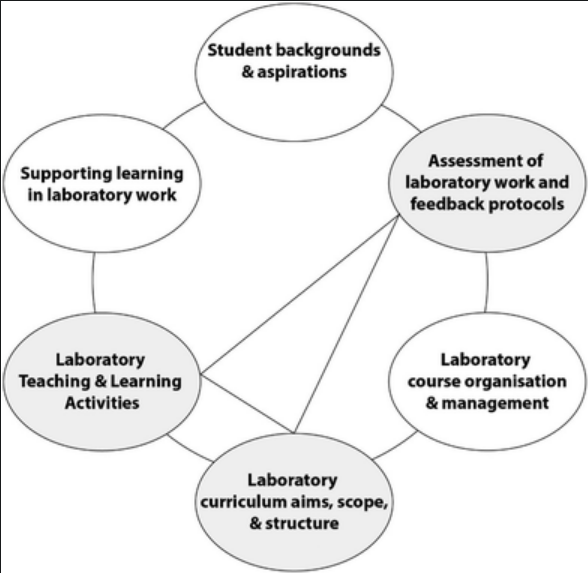 Student backgrounds
& aspirations
Assessment of
laboratory work and
feedback protocols
Supporting learning
in laboratory work
Laboratory
Teaching & Learning
Activities
Laboratory
course organisation
& management
Laboratory
curriculum aims, scope,
& structure